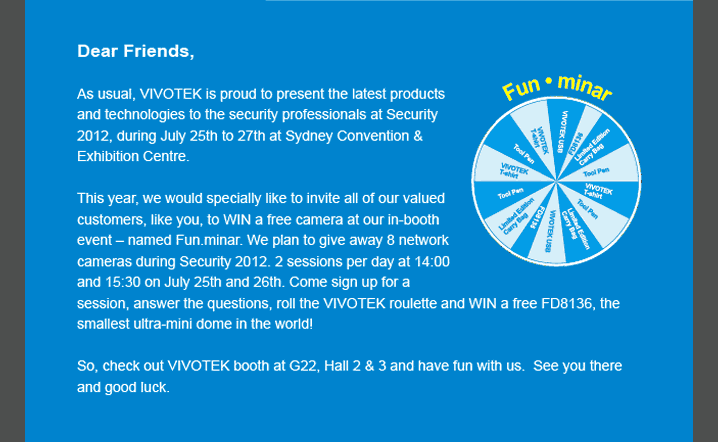 Dear Friends,
Fun • minar
As usual, VIVOTEK is proud to present the latest products
and technologies to the security professionals at Security
2012, during July 25th to 27th at Sydney Convention &
Exhibition Centre.
This year, we would specially like to invite all of our valued
customers, like you, to WIN a free camera at our in-booth
event – named Fun.minar. We plan to give away 8 network
cameras during Security 2012. 2 sessions per day at 14:00
and 15:30 on July 25th and 26th. Come sign up for a
session, answer the questions, roll the VIVOTEK roulette and WIN a free FD8136, the
smallest ultra-mini dome in the world!
So, check out VIVOTEK booth at G22, Hall 2 & 3 and have fun with us.  See you there
and good luck.
VIVOTEK USB
FD8136
Limited Edition
Carry Bag
Tool Pen
VIVOTEK
T-shirt
Tool Pen
Limited Edition
Carry Bag
VIVOTEK USB
FD8136
Limited Edition
Carry Bag
Tool Pen
VIVOTEK
T-shirt
Tool Pen
VIVOTEK
T-shirt